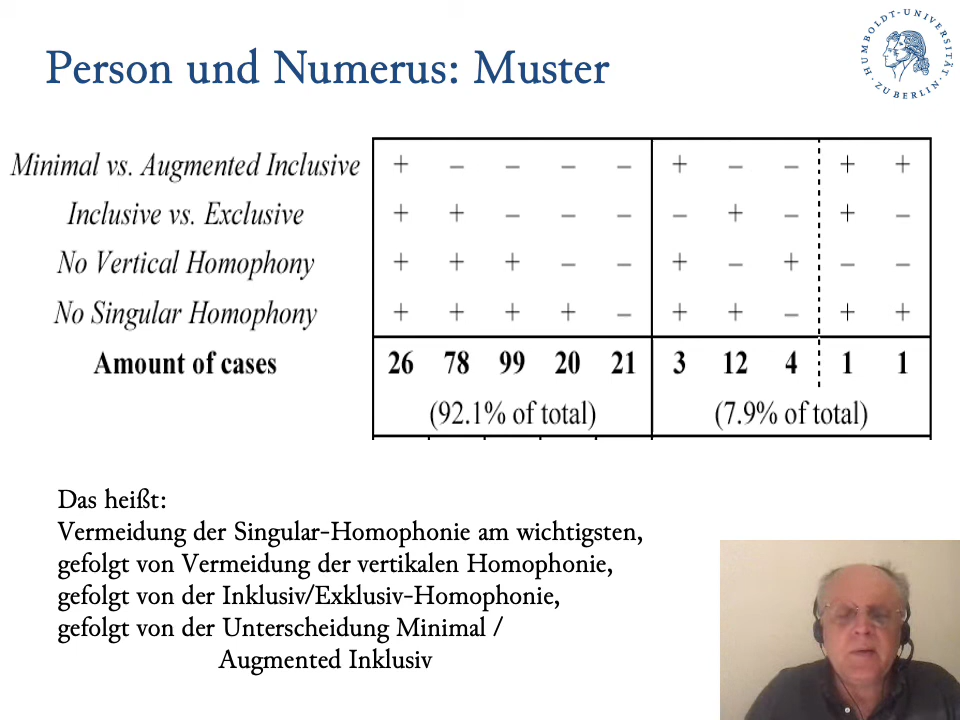 Person und Numerus: Muster
HUMBOLDT-UNIVERSITÄT ZU BERLIN
Minimal vs. Augmented Inclusive + – – – – + – – + +
Inclusive vs. Exclusive + + – – – – + – + –
No Vertical Homophony + + + – – + – + – –
No Singular Homophony + + + + – + + – + +
Amount of cases 26 78 99 20 21 3 12 4 1 1
(92.1% of total) (7.9% of total)
Das heißt:
Vermeidung der Singular-Homophonie am wichtigsten,
gefolgt von Vermeidung der vertikalen Homophonie,
gefolgt von der Inklusiv/Exklusiv-Homophonie,
gefolgt von der Unterscheidung Minimal /
Augmented Inklusiv